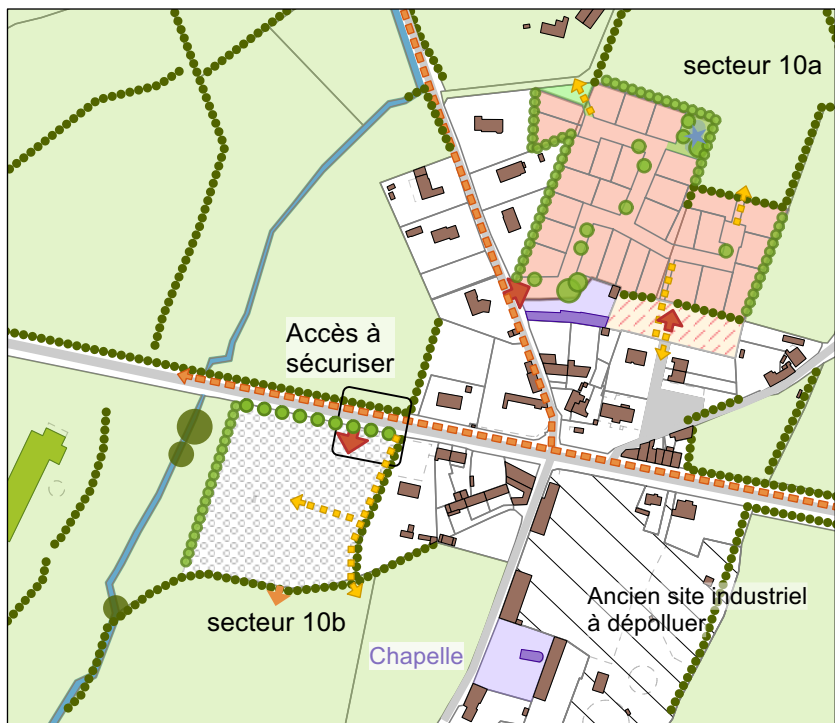 secteur 10a
Accès à
sécuriser
secteur 10b
Ancien site industriel
à dépolluer
Chapelle